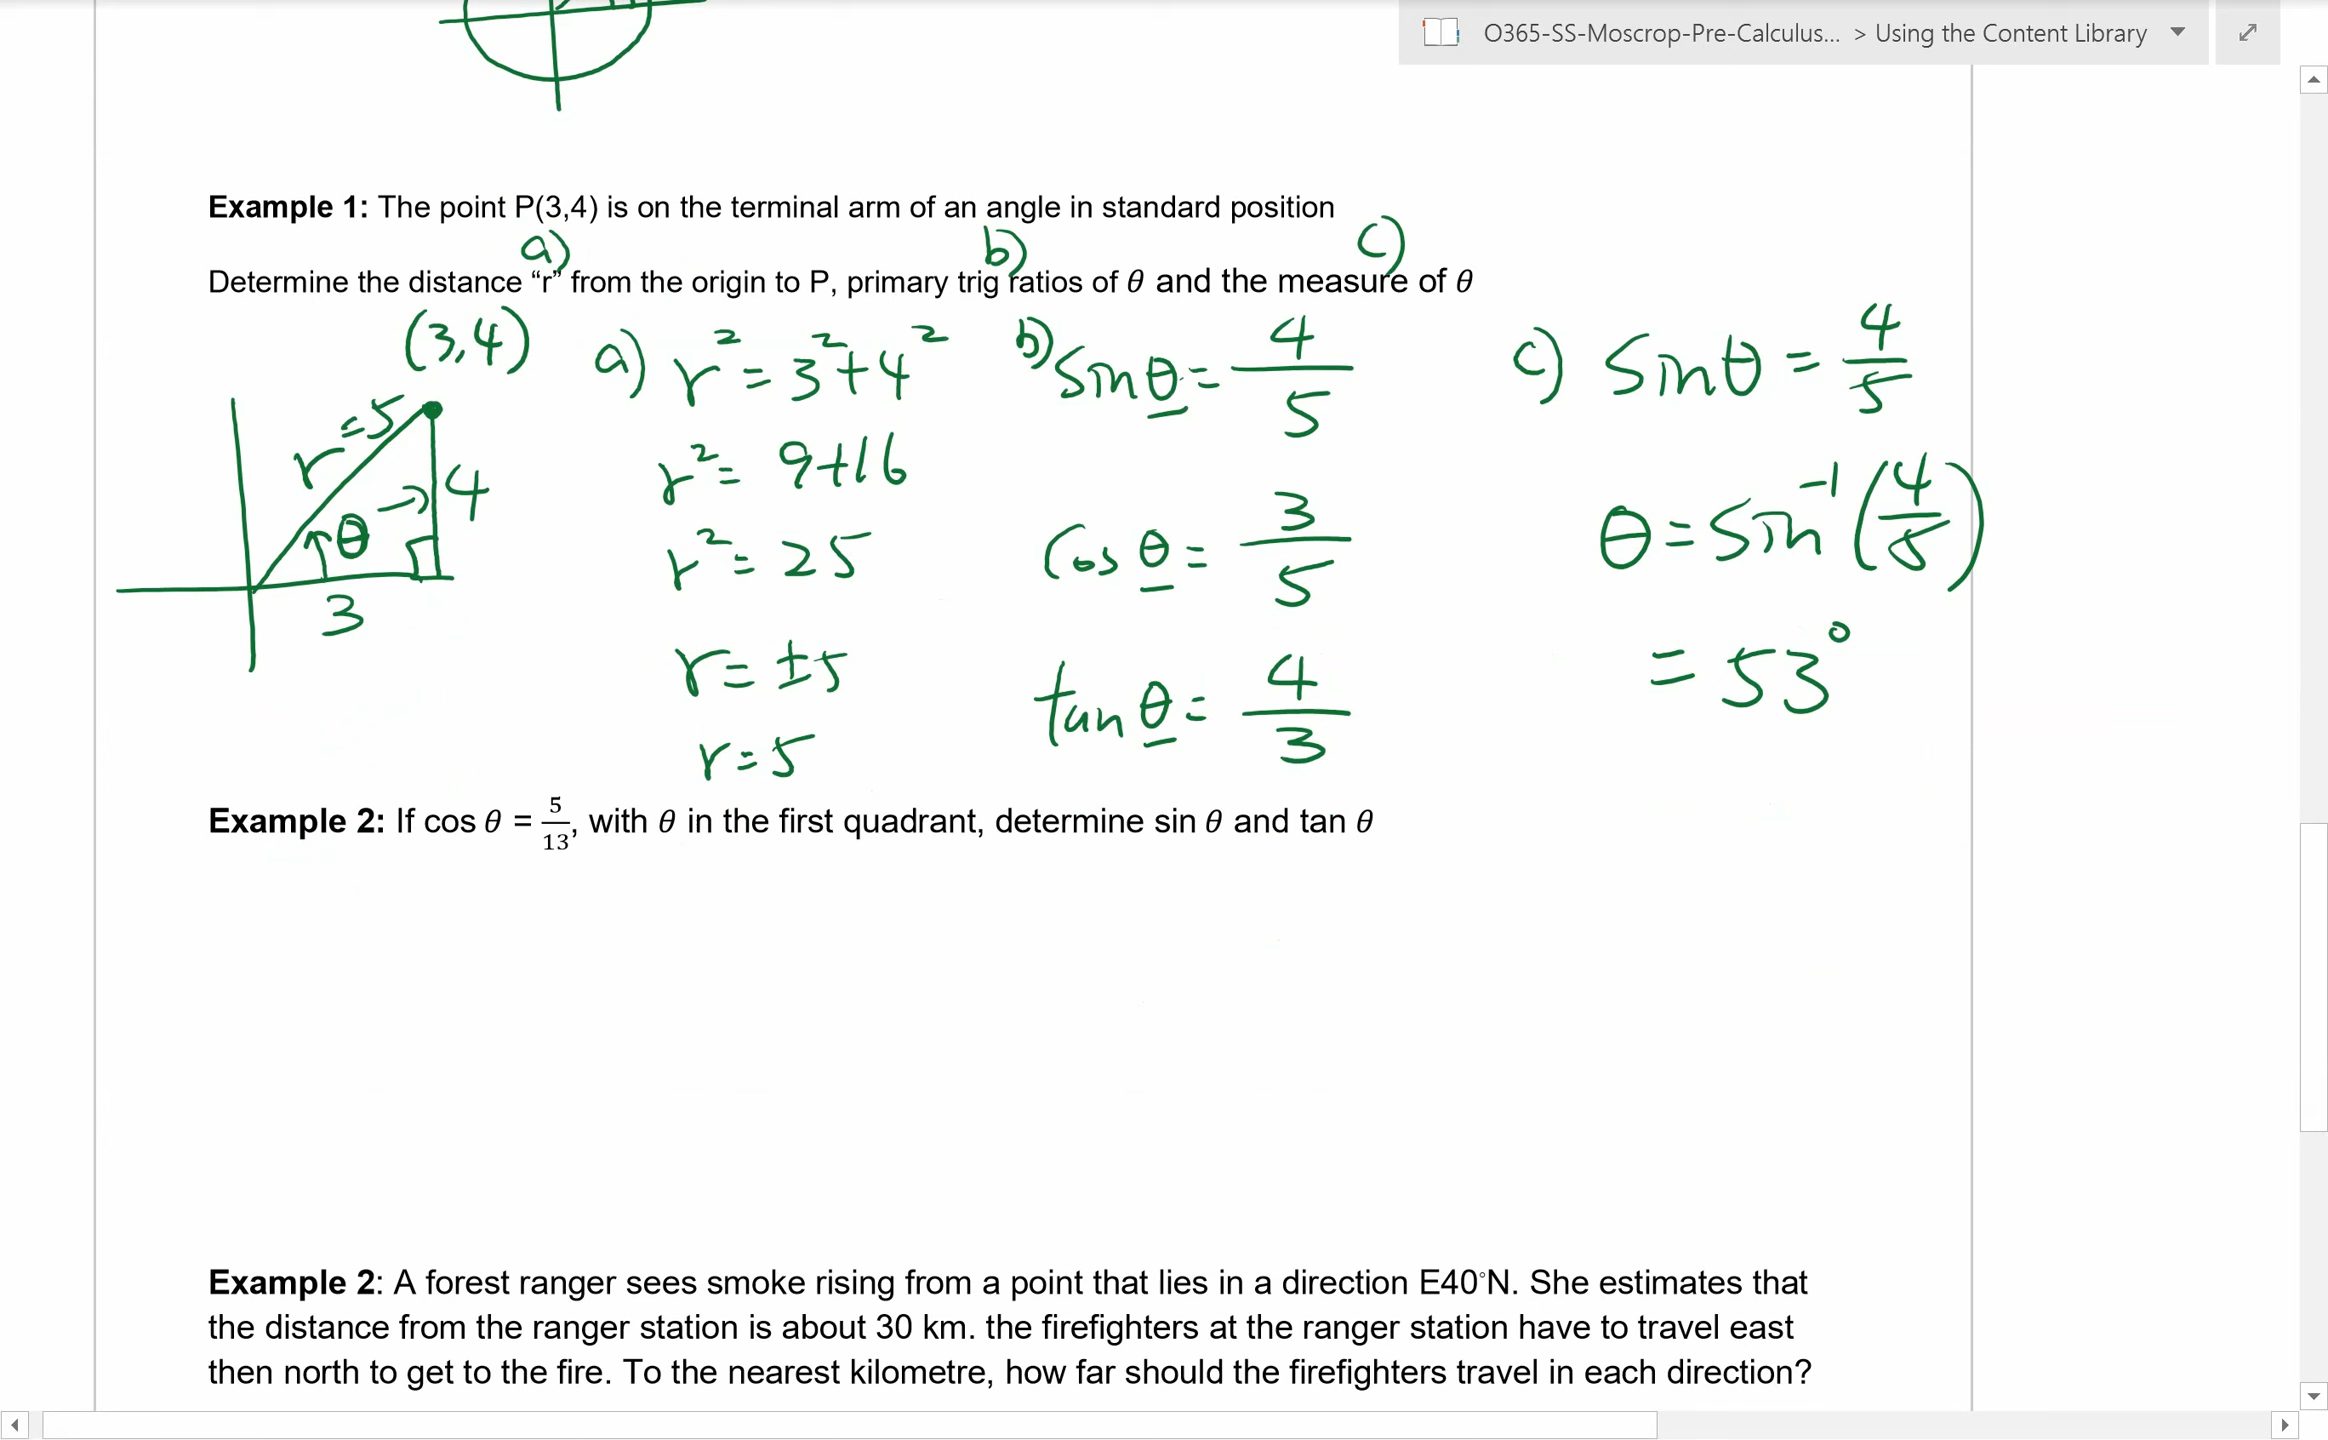 O365-SS-Moscrop-Pre-Calculus... > Using the Content Library
Example 1: The point P(3,4) is on the terminal arm of an angle in standard position
a) b) c)
Determine the distance “r” from the origin to P, primary trig ratios of θ and the measure of θ
(3,4)
r=5
θ → 4
3
a) r² = 3² + 4²
r² = 9+16
r² = 25
r = ±5
r = 5
b) sin θ = 4/5
cos θ = 3/5
tan θ = 4/3
c) sin θ = 4/5
θ = sin⁻¹(4/5)
= 53°
Example 2: If cos θ = 5/13, with θ in the first quadrant, determine sin θ and tan θ
Example 2: A forest ranger sees smoke rising from a point that lies in a direction E40°N. She estimates that
the distance from the ranger station is about 30 km. the firefighters at the ranger station have to travel east
then north to get to the fire. To the nearest kilometre, how far should the firefighters travel in each direction?